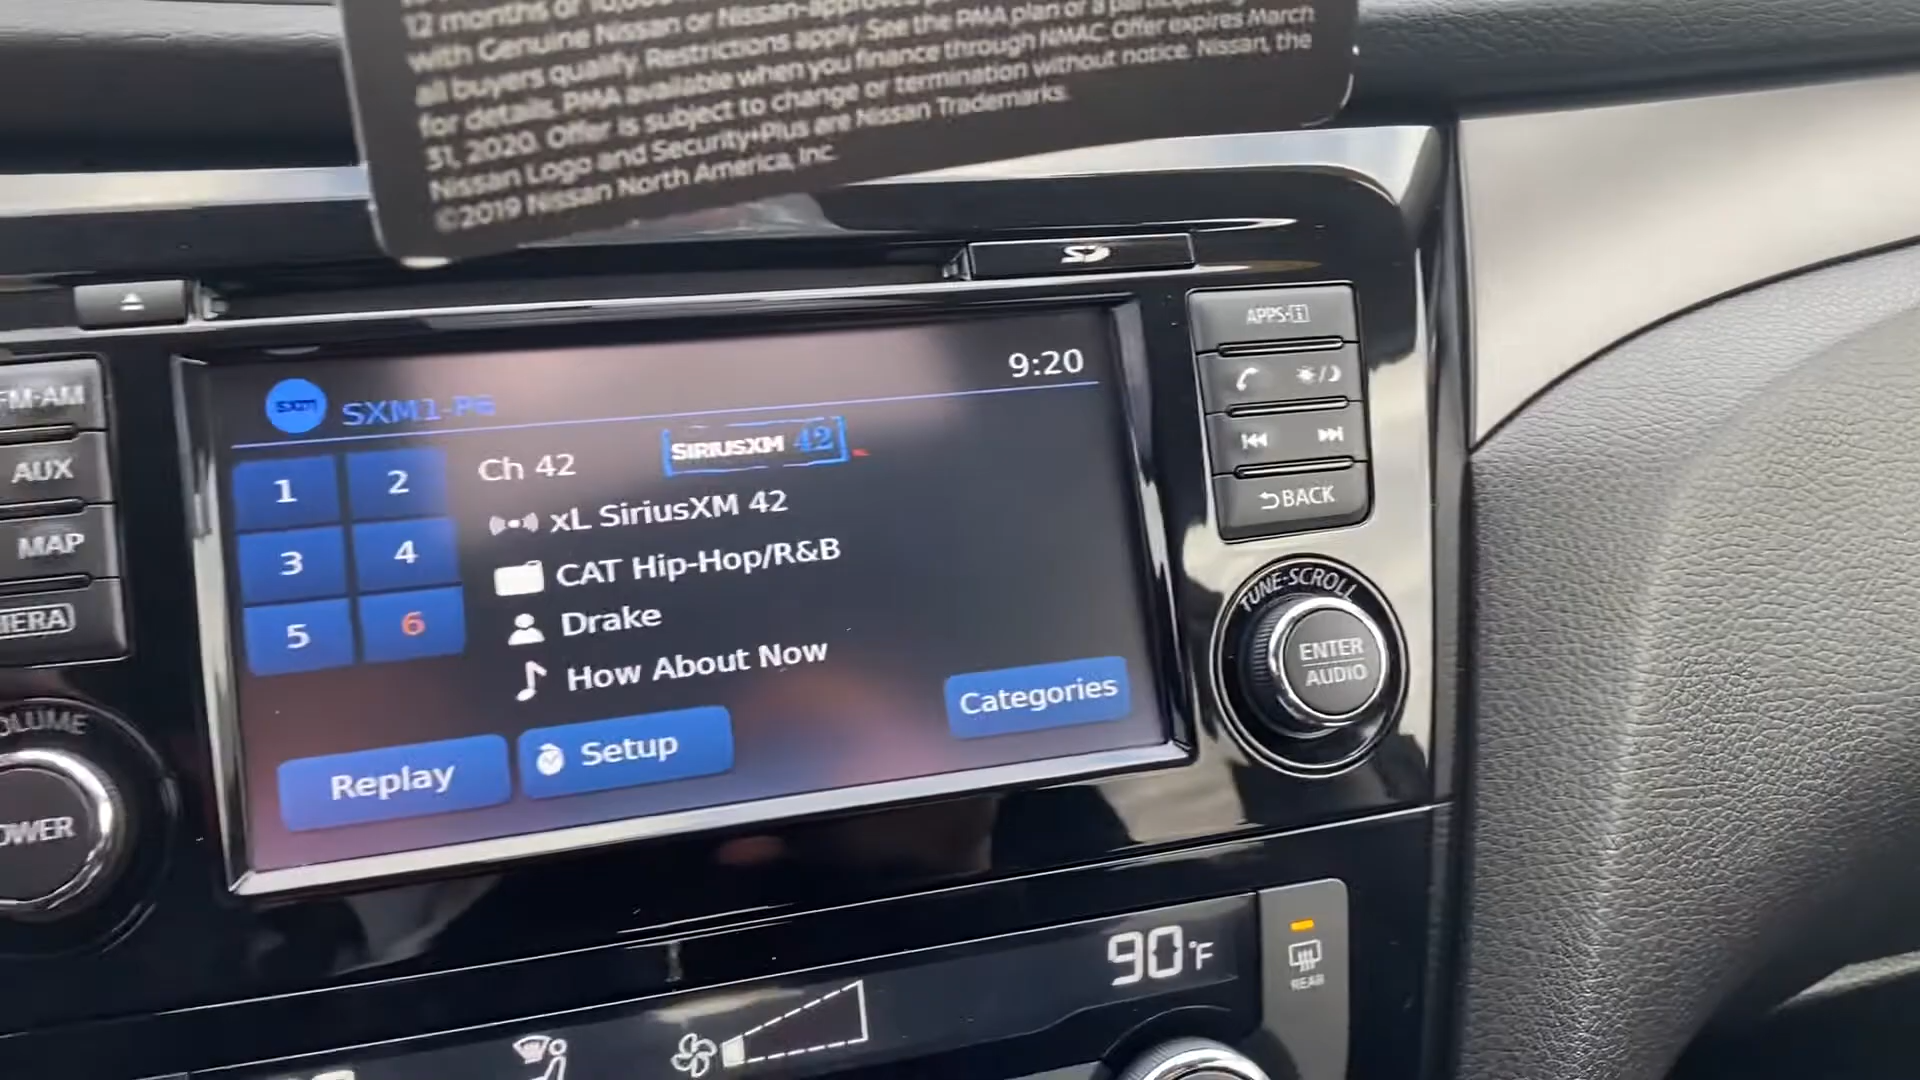 12 months or 10,0
with Genuine Nissan or Nissan-approved
all buyers qualify. Restrictions apply. See the PMA plan or a
for details. PMA available when you finance through NMAC. Offer expires March
31, 2020. Offer is subject to change or termination without notice. Nissan, the
Nissan Logo and Security+Plus are Nissan Trademarks.
©2019 Nissan North America, Inc.
SD
APPS·i
FM·AM
AUX
MAP
MERA
OLUME
OWER
sxm SXM1-P6
9:20
1 2
3 4
5 6
Ch 42
SIRIUSXM 42
xL SiriusXM 42
CAT Hip-Hop/R&B
Drake
How About Now
Replay
Setup
Categories
BACK
TUNE·SCROLL
ENTER
AUDIO
90°F
REAR